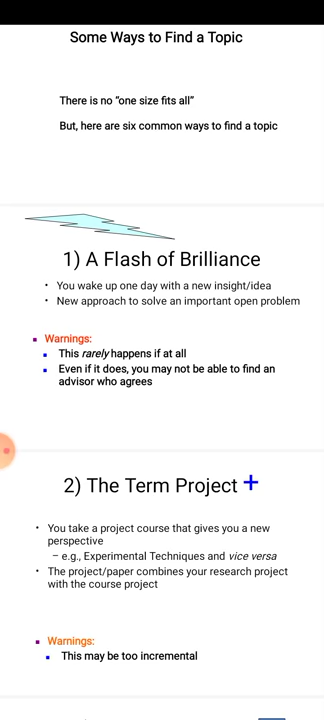 Some Ways to Find a Topic
There is no "one size fits all"
But, here are six common ways to find a topic
1) A Flash of Brilliance
• You wake up one day with a new insight/idea
• New approach to solve an important open problem
▪ Warnings:
▪ This rarely happens if at all
▪ Even if it does, you may not be able to find an
advisor who agrees
2) The Term Project +
• You take a project course that gives you a new
perspective
– e.g., Experimental Techniques and vice versa
• The project/paper combines your research project
with the course project
▪ Warnings:
▪ This may be too incremental